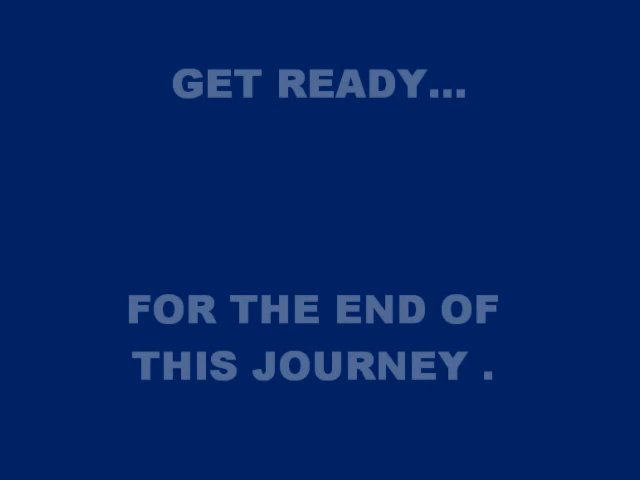 GET READY...
FOR THE END OF
THIS JOURNEY .